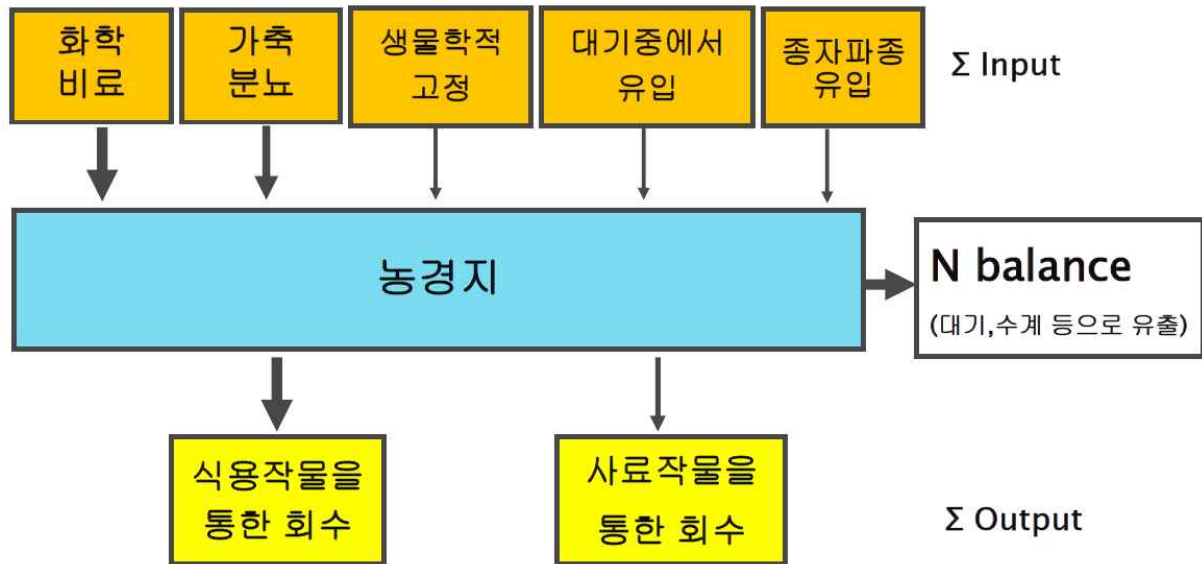 화학
비료
가축
분뇨
생물학적
고정
대기중에서
유입
종자파종
유입
Σ Input
농경지
N balance
(대기,수계 등으로 유출)
식용작물을
통한 회수
사료작물을
통한 회수
Σ Output